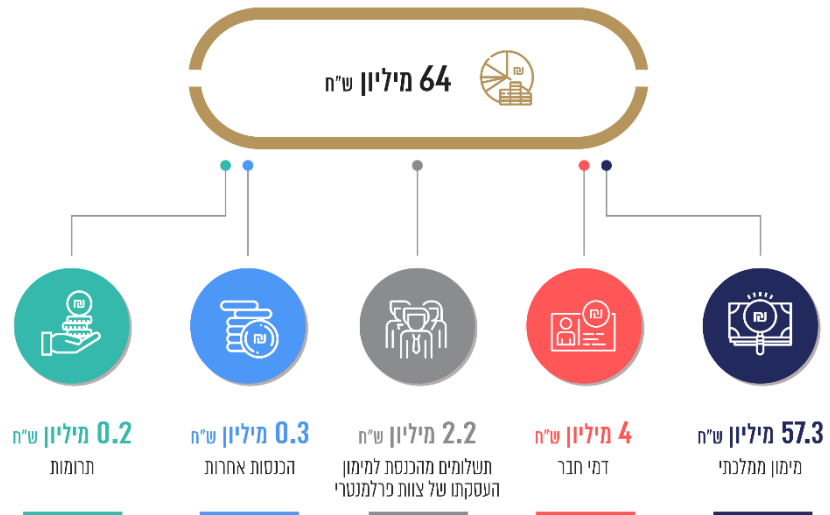 64 מיליון ש"ח
57.3 מיליון ש"ח
מימון ממלכתי
4 מיליון ש"ח
דמי חבר
2.2 מיליון ש"ח
תשלומים מהכנסת למימון
העסקתו של צוות פרלמנטרי
0.3 מיליון ש"ח
הכנסות אחרות
0.2 מיליון ש"ח
תרומות